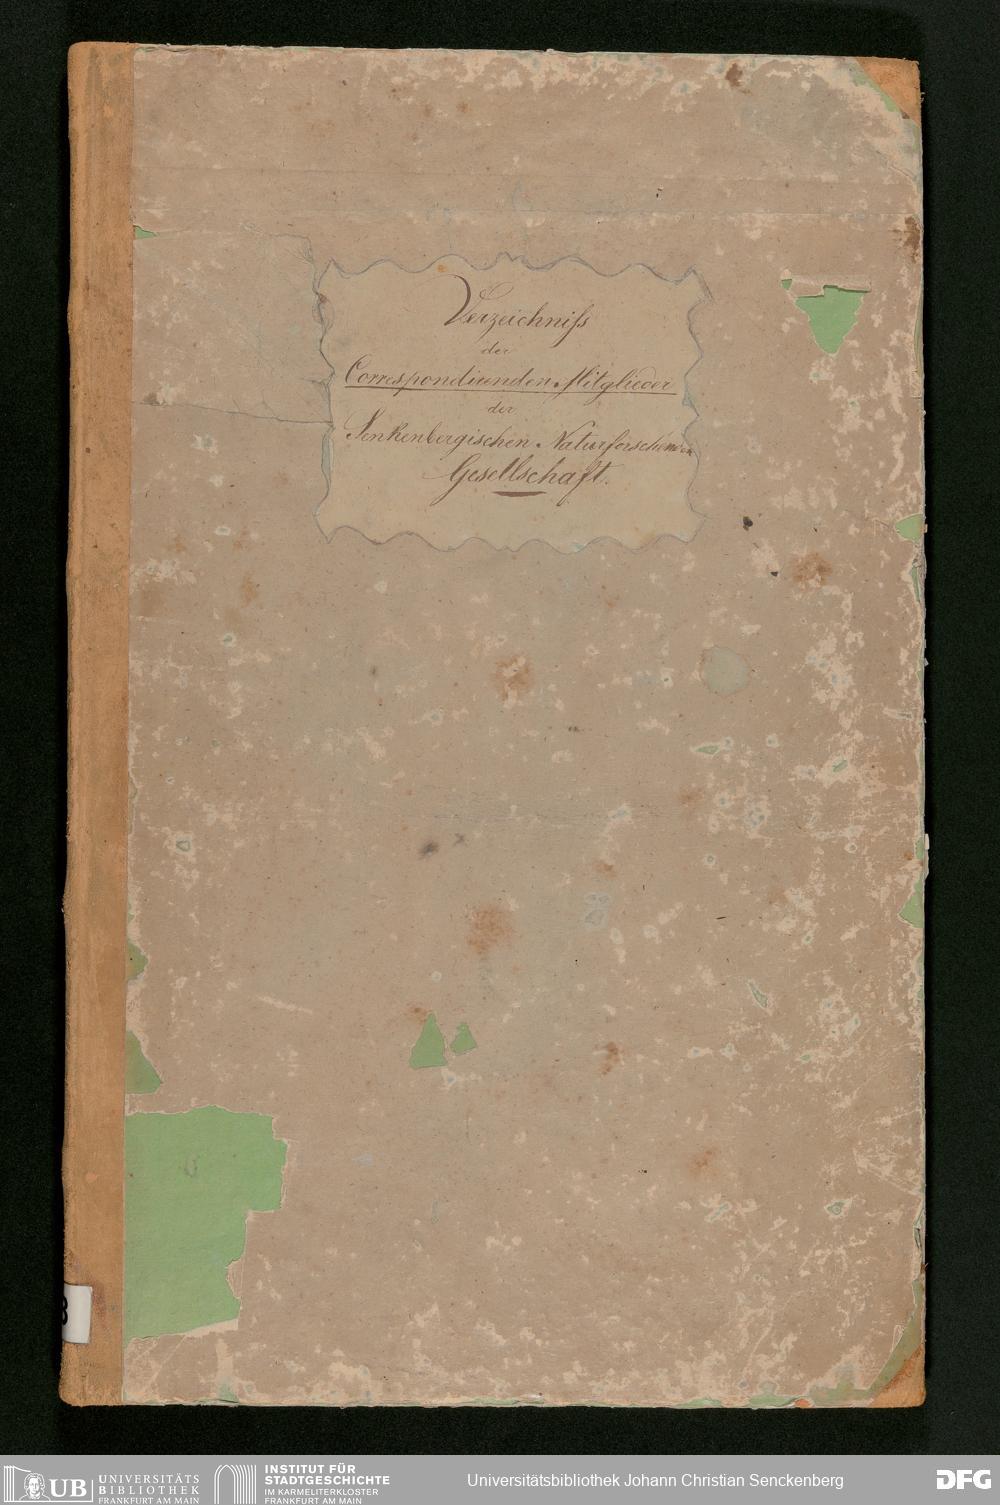 Verzeichniss
der
Correspondirenden Mitglieder
der
Senkenbergischen Naturforschenden
Gesellschaft.
8
UB
UNIVERSITÄTS
BIBLIOTHEK
FRANKFURT AM MAIN
INSTITUT FÜR
STADTGESCHICHTE
IM KARMELITERKLOSTER
FRANKFURT AM MAIN
Universitätsbibliothek Johann Christian Senckenberg
DFG